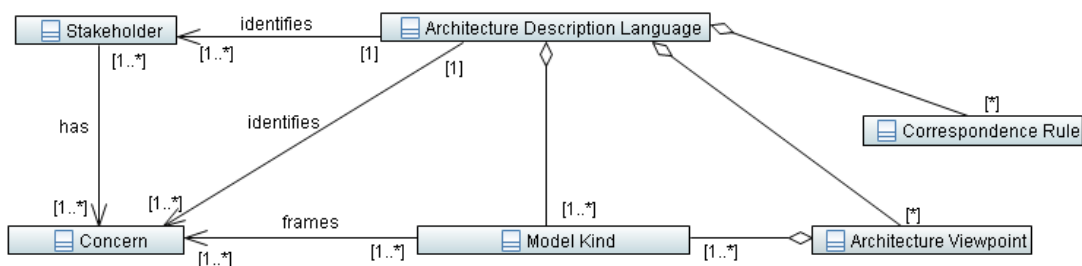 Stakeholder
identifies
Architecture Description Language
[1..*]
[1..*]
[1]
[1]
has
identifies
[*]
Correspondence Rule
[1..*]
[1..*]
frames
[1..*]
[*]
Concern
[1..*]
[1..*]
Model Kind
[1..*]
Architecture Viewpoint